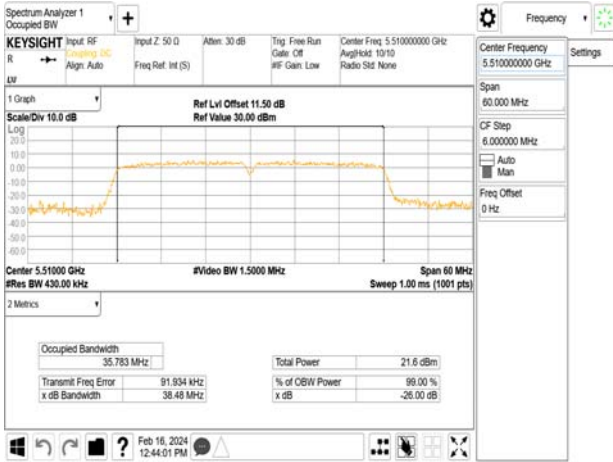 Spectrum Analyzer 1
Occupied BW
Frequency
KEYSIGHT
R
LU
Input: RF
Coupling: DC
Align: Auto
Input Z: 50 Ω
Freq Ref: Int (S)
Atten: 30 dB
Trig: Free Run
Gate: Off
#IF Gain: Low
Center Freq: 5.510000000 GHz
Avg|Hold: 10/10
Radio Std: None
Center Frequency
5.510000000 GHz
Settings
Span
60.000 MHz
CF Step
6.000000 MHz
Auto
Man
Freq Offset
0 Hz
1 Graph
Scale/Div 10.0 dB
Ref Lvl Offset 11.50 dB
Ref Value 30.00 dBm
Log
20.0
10.0
0.00
-10.0
-20.0
-30.0
-40.0
-50.0
-60.0
Center 5.51000 GHz
#Video BW 1.5000 MHz
Span 60 MHz
#Res BW 430.00 kHz
Sweep 1.00 ms (1001 pts)
2 Metrics
Occupied Bandwidth
35.783 MHz
Total Power 21.6 dBm
Transmit Freq Error 91.934 kHz
% of OBW Power 99.00 %
x dB Bandwidth 38.48 MHz
x dB -26.00 dB
?
Feb 16, 2024
12:44:01 PM